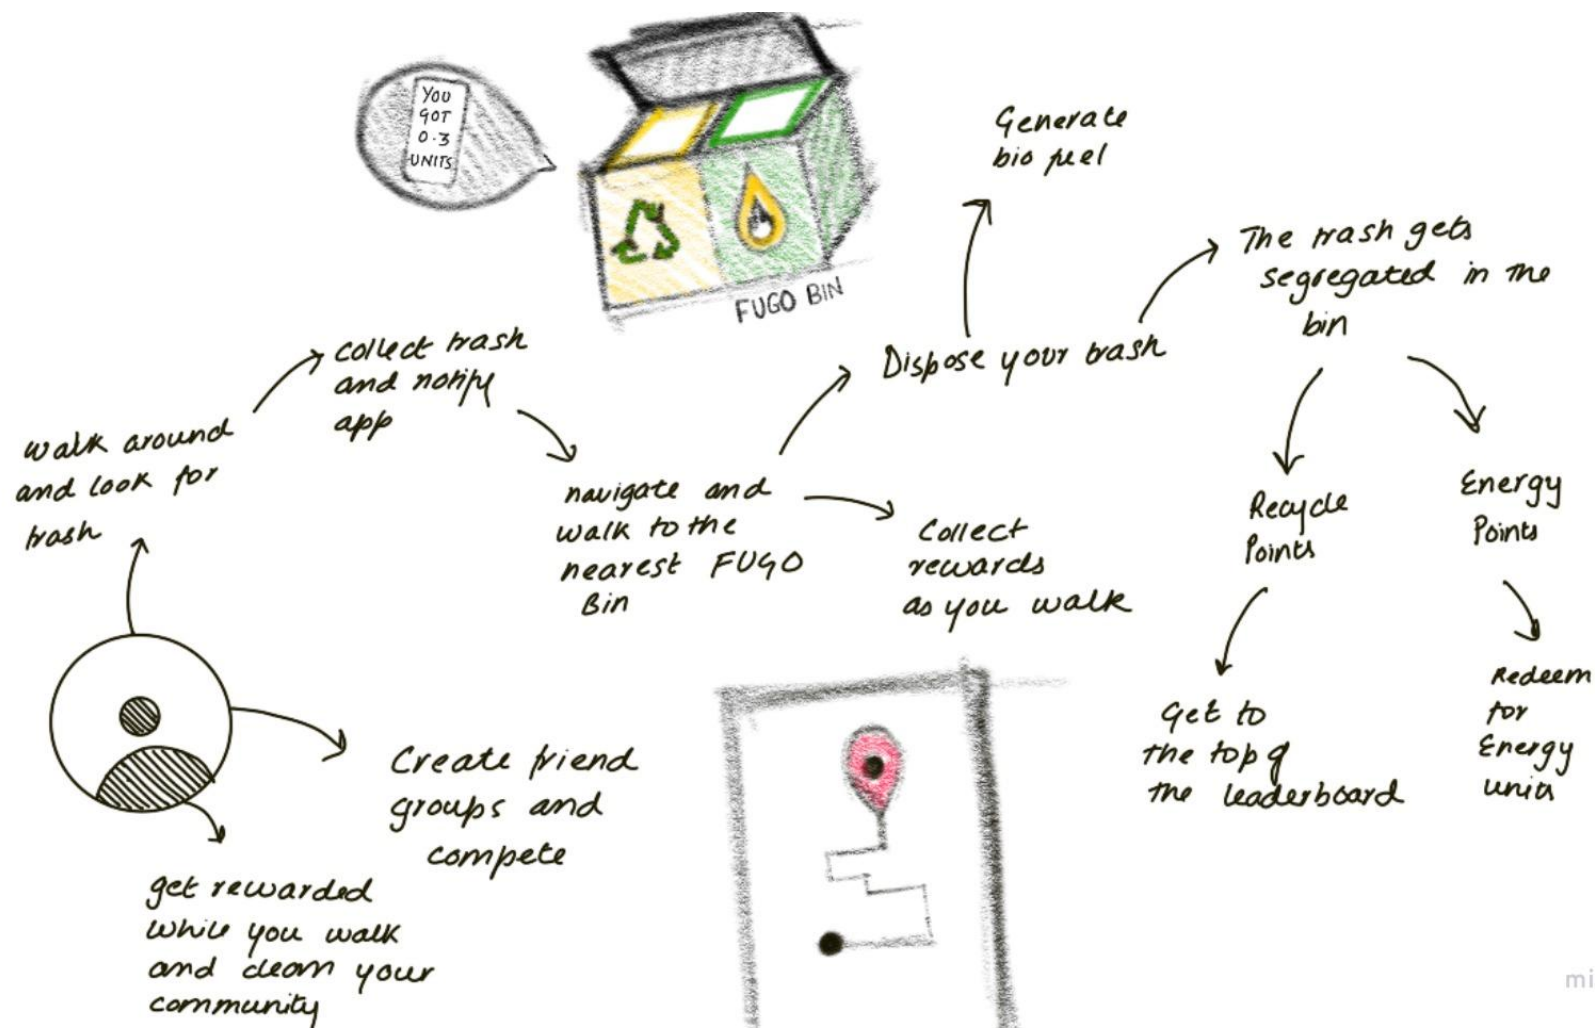 YOU
GOT
0.3
UNITS
FUGO BIN
Generate
bio fuel
The trash gets
segregated in the
bin
Collect trash
and notify
app
Dispose your trash
Walk around
and look for
trash
navigate and
walk to the
nearest FUGO
Bin
Collect
rewards
as you walk
Recycle
Points
Energy
Points
Get to
the top of
the leaderboard
Redeem
for
Energy
units
Create friend
groups and
compete
get rewarded
while you walk
and clean your
community
mi